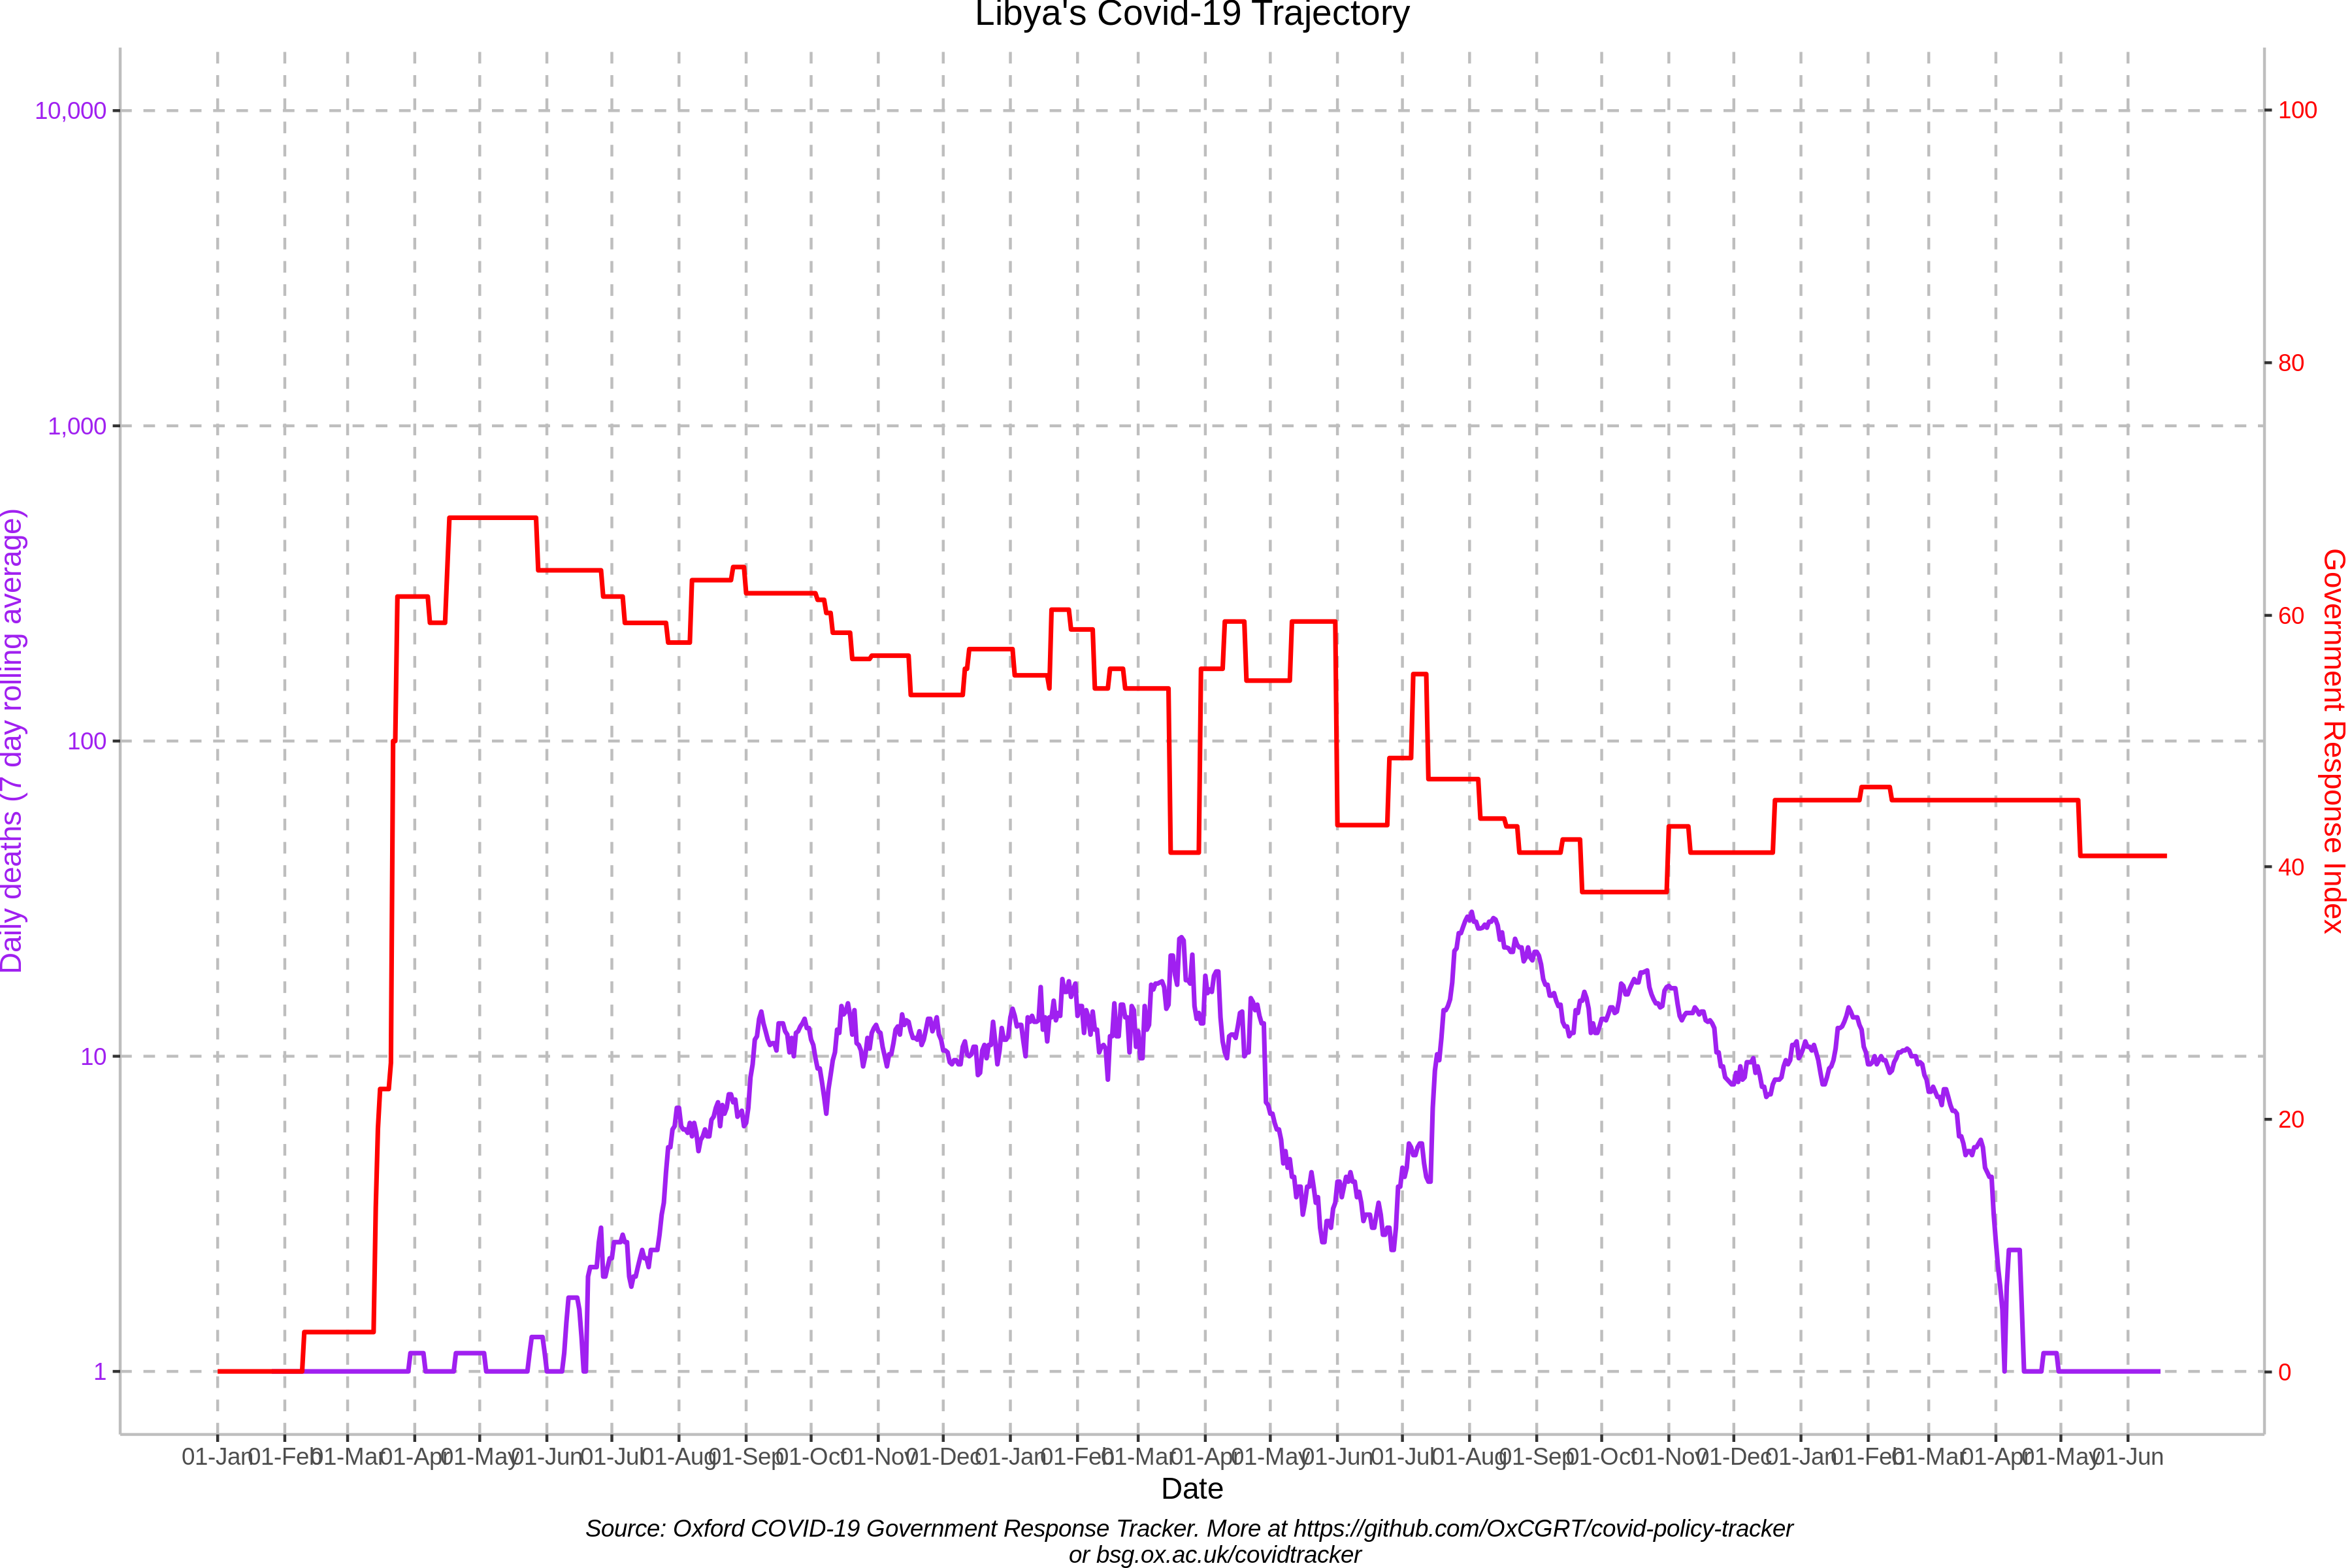 Libya's Covid-19 Trajectory
10,000
1,000
100
10
1
Daily deaths (7 day rolling average)
100
80
60
40
20
0
Government Response Index
01-Jan 01-Feb 01-Mar 01-Apr 01-May 01-Jun 01-Jul 01-Aug 01-Sep 01-Oct 01-Nov 01-Dec 01-Jan 01-Feb 01-Mar 01-Apr 01-May 01-Jun 01-Jul 01-Aug 01-Sep 01-Oct 01-Nov 01-Dec 01-Jan 01-Feb 01-Mar 01-Apr 01-May 01-Jun
Date
Source: Oxford COVID-19 Government Response Tracker. More at https://github.com/OxCGRT/covid-policy-tracker
or bsg.ox.ac.uk/covidtracker